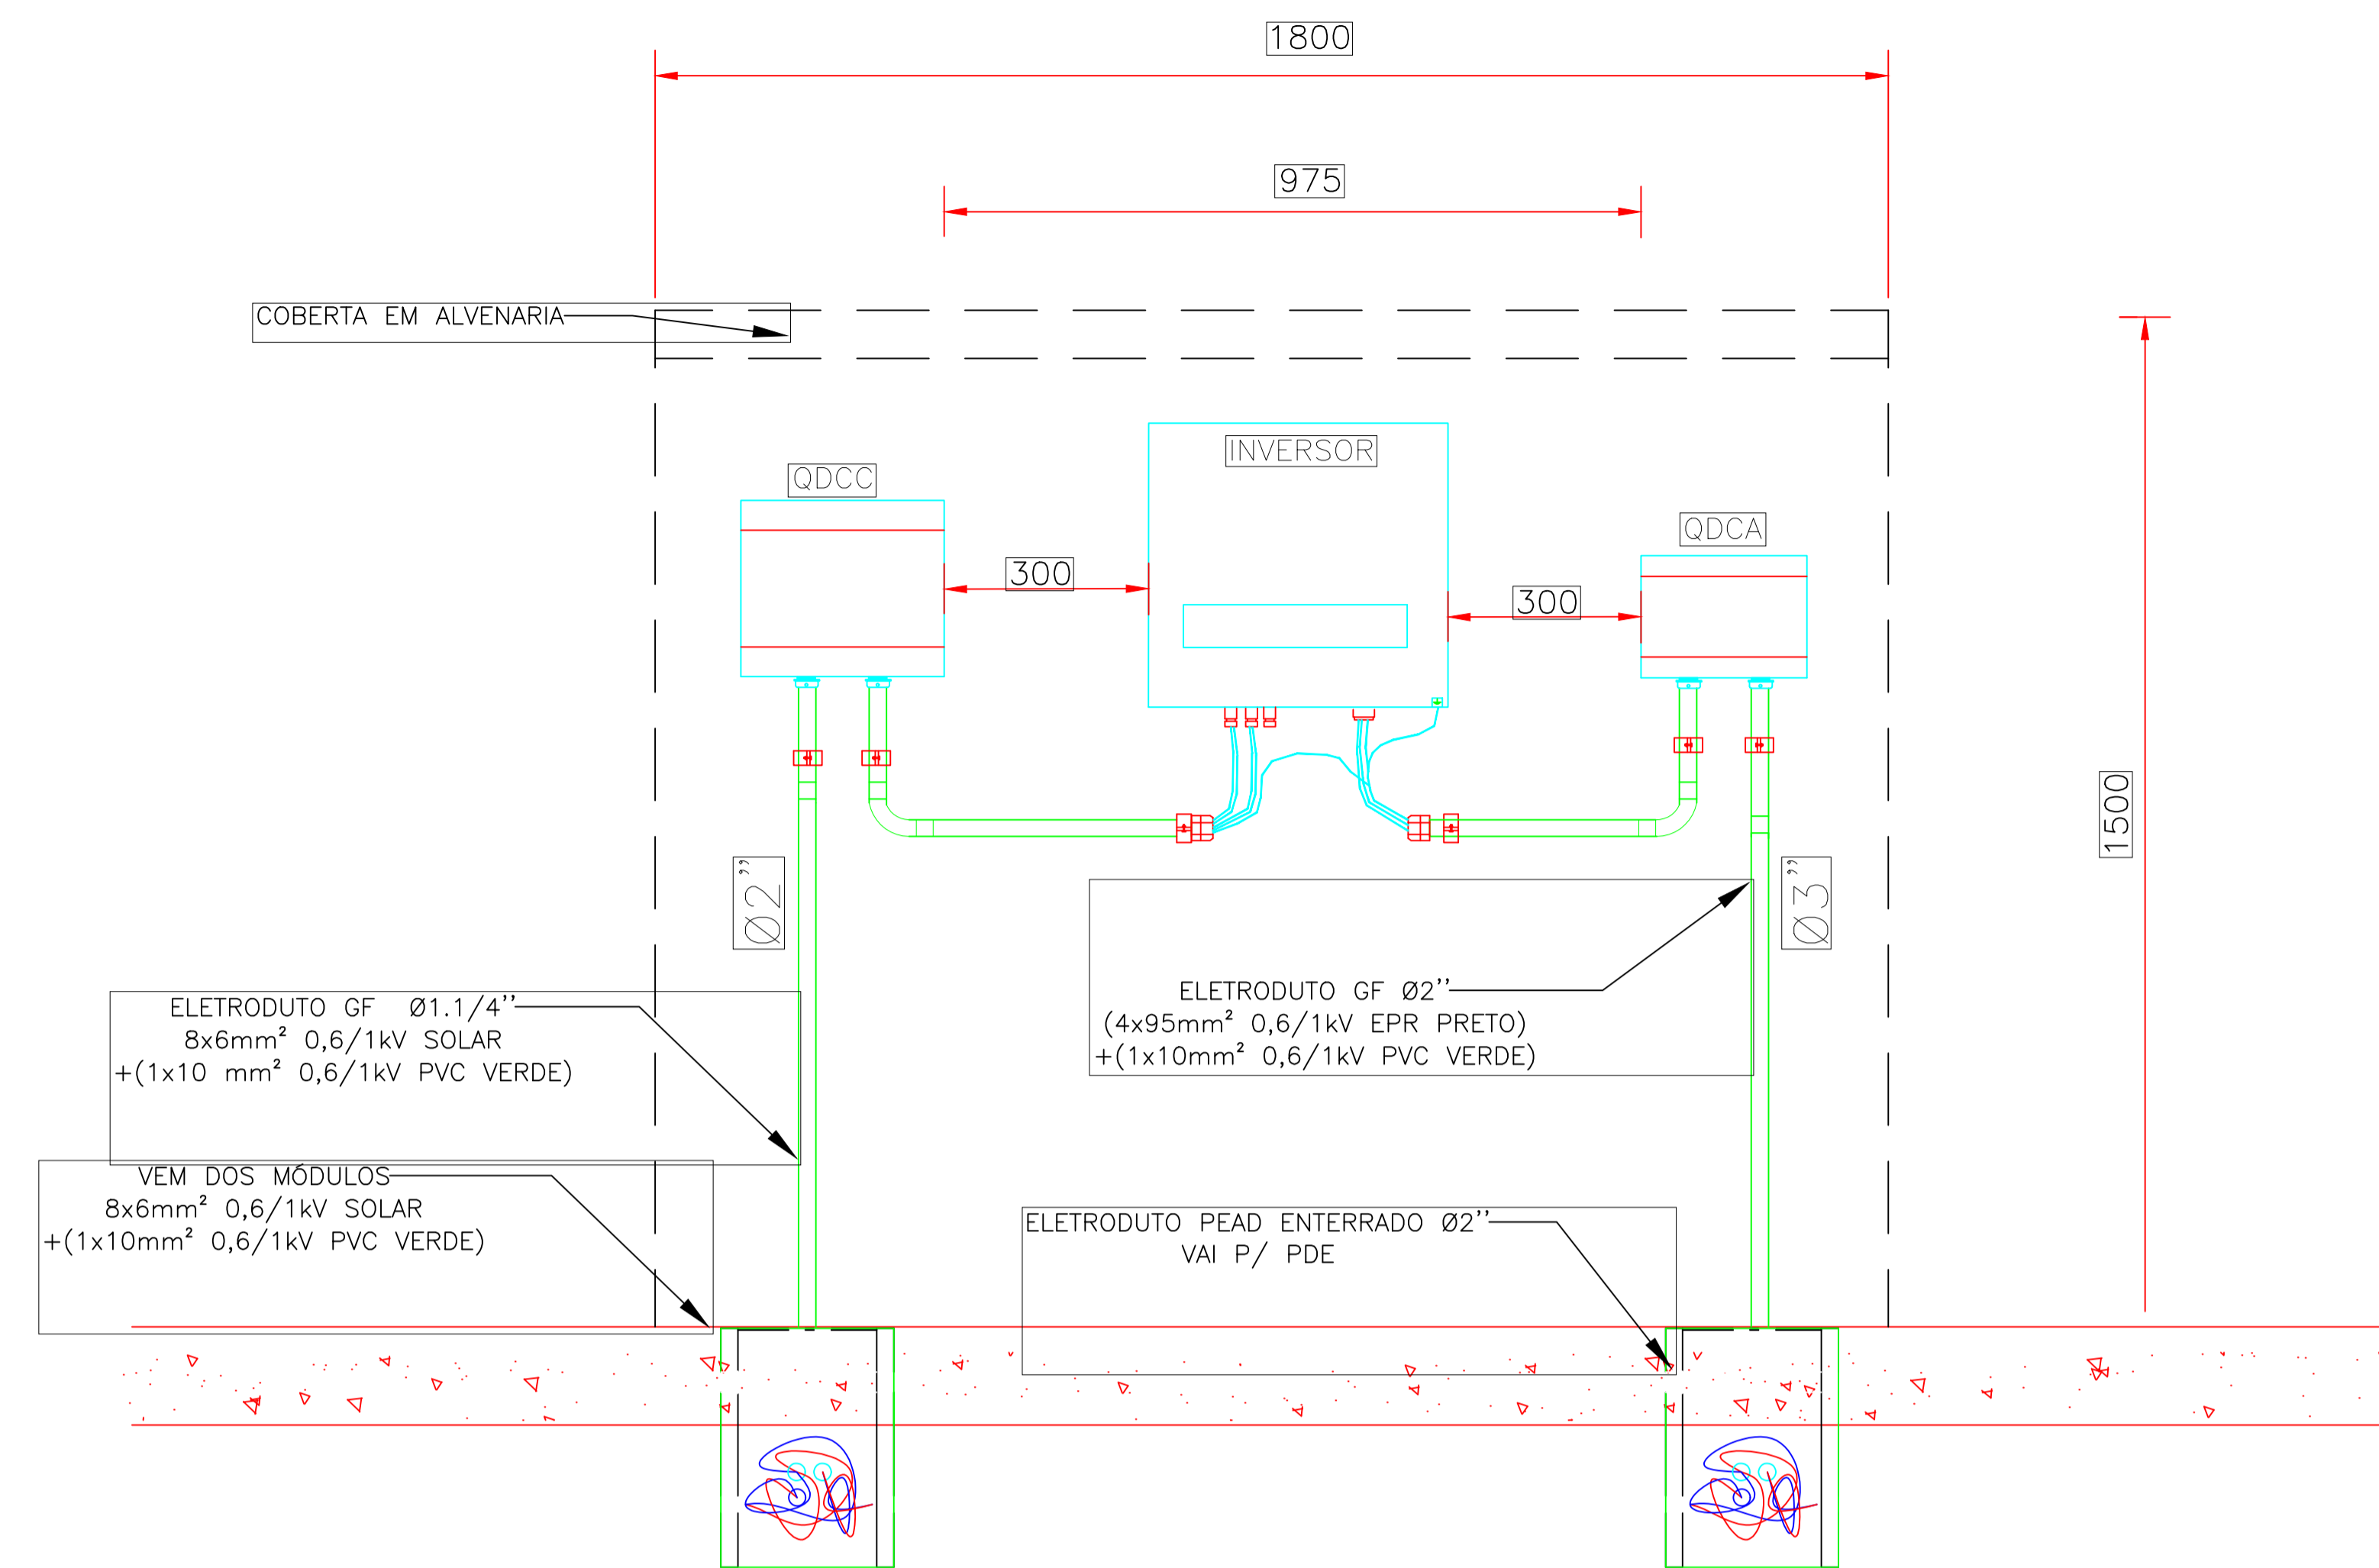 1800
975
COBERTA EM ALVENARIA
INVERSOR
QDCC
QDCA
300
300
1500
Ø2''
Ø3''
ELETRODUTO GF Ø1.1/4''
8x6mm² 0,6/1kV SOLAR
+(1x10 mm² 0,6/1kV PVC VERDE)
ELETRODUTO GF Ø2''
(4x95mm² 0,6/1kV EPR PRETO)
+(1x10mm² 0,6/1kV PVC VERDE)
VEM DOS MÓDULOS
8x6mm² 0,6/1kV SOLAR
+(1x10mm² 0,6/1kV PVC VERDE)
ELETRODUTO PEAD ENTERRADO Ø2''
VAI P/ PDE